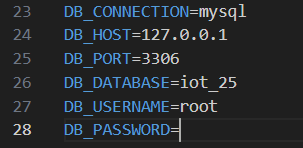 23 DB_CONNECTION=mysql
24 DB_HOST=127.0.0.1
25 DB_PORT=3306
26 DB_DATABASE=iot_25
27 DB_USERNAME=root
28 DB_PASSWORD=